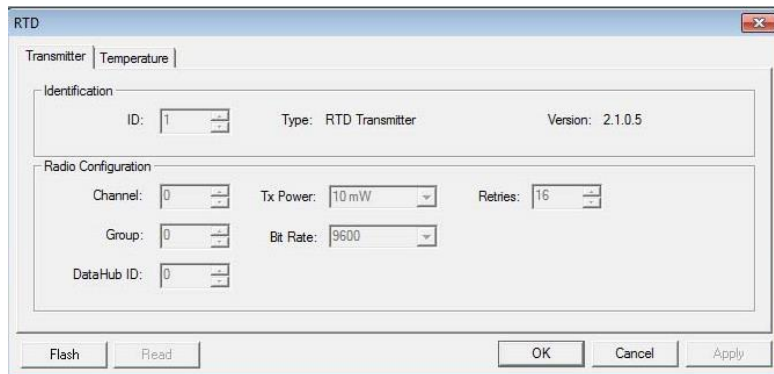 RTD
Transmitter Temperature
Identification
ID: 1 Type: RTD Transmitter Version: 2.1.0.5
Radio Configuration
Channel: 0 Tx Power: 10 mW Retries: 16
Group: 0 Bit Rate: 9600
DataHub ID: 0
Flash Read OK Cancel Apply